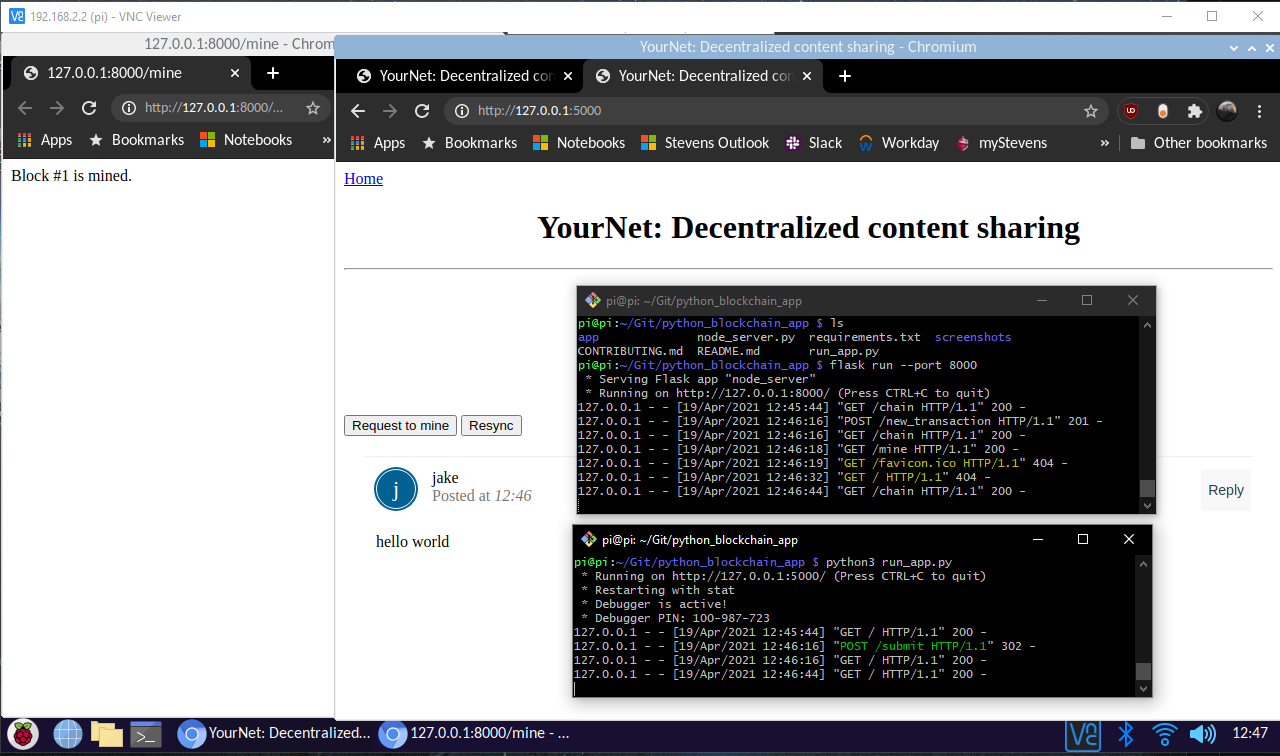 192.168.2.2 (pi) - VNC Viewer
127.0.0.1:8000/mine - Chrom
127.0.0.1:8000/mine
http://127.0.0.1:8000/...
Apps Bookmarks Notebooks »
Block #1 is mined.
YourNet: Decentralized content sharing - Chromium
YourNet: Decentralized con YourNet: Decentralized con
http://127.0.0.1:5000
Apps Bookmarks Notebooks Stevens Outlook Slack Workday myStevens » Other bookmarks
Home
YourNet: Decentralized content sharing
Request to mine Resync
j
jake
Posted at 12:46
Reply
hello world
pi@pi: ~/Git/python_blockchain_app
pi@pi:~/Git/python_blockchain_app $ ls
app node_server.py requirements.txt screenshots
CONTRIBUTING.md README.md run_app.py
pi@pi:~/Git/python_blockchain_app $ flask run --port 8000
* Serving Flask app "node_server"
* Running on http://127.0.0.1:8000/ (Press CTRL+C to quit)
127.0.0.1 - - [19/Apr/2021 12:45:44] "GET /chain HTTP/1.1" 200 -
127.0.0.1 - - [19/Apr/2021 12:46:16] "POST /new_transaction HTTP/1.1" 201 -
127.0.0.1 - - [19/Apr/2021 12:46:16] "GET /chain HTTP/1.1" 200 -
127.0.0.1 - - [19/Apr/2021 12:46:18] "GET /mine HTTP/1.1" 200 -
127.0.0.1 - - [19/Apr/2021 12:46:19] "GET /favicon.ico HTTP/1.1" 404 -
127.0.0.1 - - [19/Apr/2021 12:46:32] "GET / HTTP/1.1" 404 -
127.0.0.1 - - [19/Apr/2021 12:46:44] "GET /chain HTTP/1.1" 200 -
pi@pi: ~/Git/python_blockchain_app
pi@pi:~/Git/python_blockchain_app $ python3 run_app.py
* Running on http://127.0.0.1:5000/ (Press CTRL+C to quit)
* Restarting with stat
* Debugger is active!
* Debugger PIN: 100-987-723
127.0.0.1 - - [19/Apr/2021 12:45:44] "GET / HTTP/1.1" 200 -
127.0.0.1 - - [19/Apr/2021 12:46:16] "POST /submit HTTP/1.1" 302 -
127.0.0.1 - - [19/Apr/2021 12:46:16] "GET / HTTP/1.1" 200 -
127.0.0.1 - - [19/Apr/2021 12:46:44] "GET / HTTP/1.1" 200 -
YourNet: Decentralized... 127.0.0.1:8000/mine - ... 12:47